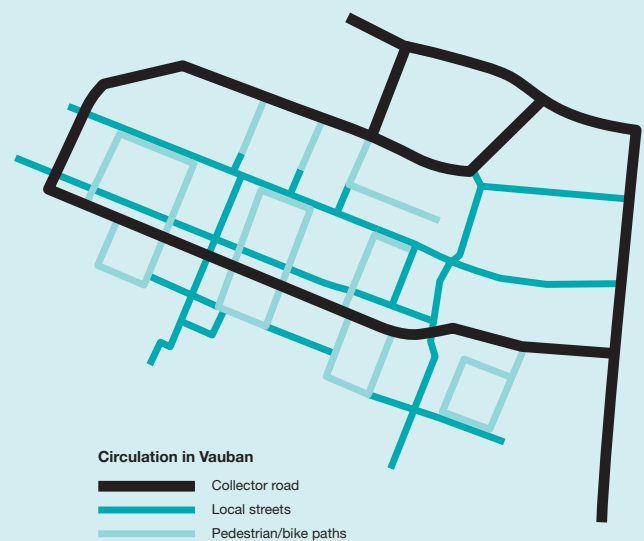 Circulation in Vauban
Collector road
Local streets
Pedestrian/bike paths